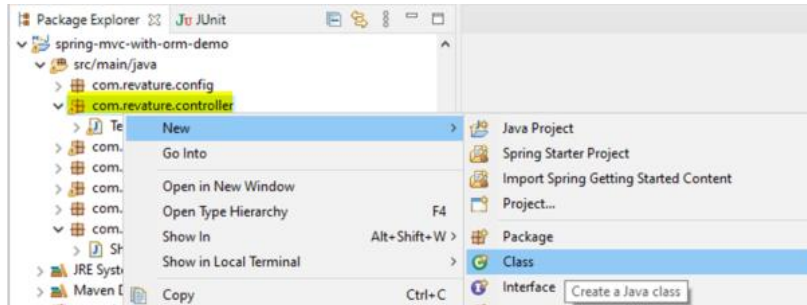 Package Explorer JU JUnit
spring-mvc-with-orm-demo
src/main/java
com.revature.config
com.revature.controller
Te
com.
com.
com.
com.
com.
Sh
JRE Syst
Maven D
New
Go Into
Open in New Window
Open Type Hierarchy F4
Show In Alt+Shift+W >
Show in Local Terminal
Copy Ctrl+C
Java Project
Spring Starter Project
Import Spring Getting Started Content
Project...
Package
Class
Interface
Create a Java class